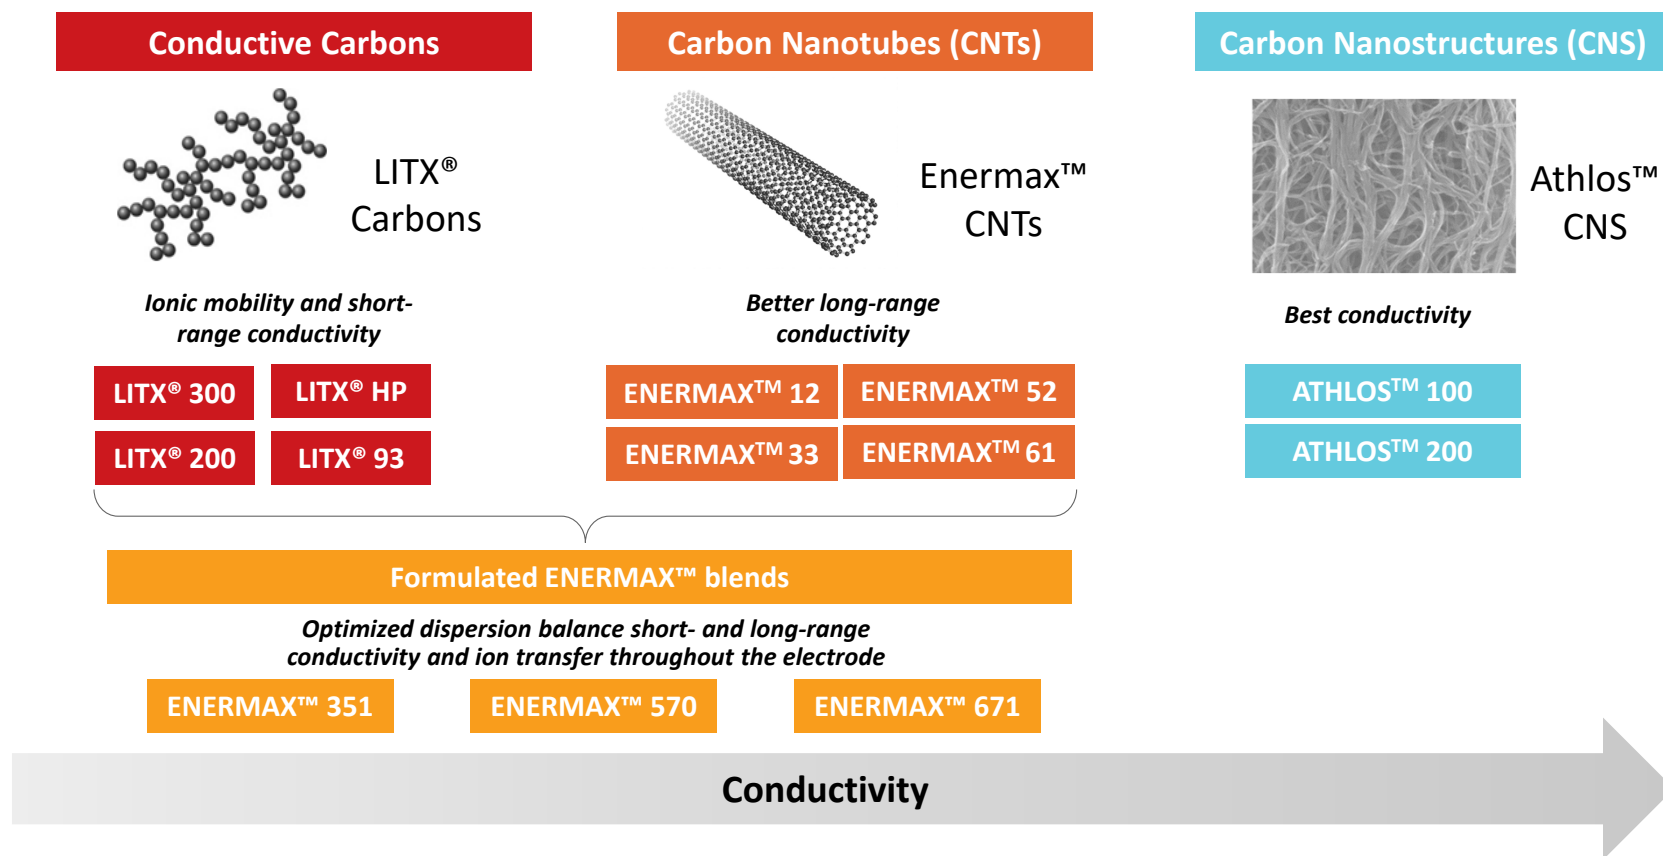 Conductive Carbons
LITX®
Carbons
Ionic mobility and short-
range conductivity
LITX® 300
LITX® HP
LITX® 200
LITX® 93
Carbon Nanotubes (CNTs)
Enermax™
CNTs
Better long-range
conductivity
ENERMAX™ 12
ENERMAX™ 52
ENERMAX™ 33
ENERMAX™ 61
Carbon Nanostructures (CNS)
Athlos™
CNS
Best conductivity
ATHLOS™ 100
ATHLOS™ 200
Formulated ENERMAX™ blends
Optimized dispersion balance short- and long-range
conductivity and ion transfer throughout the electrode
ENERMAX™ 351
ENERMAX™ 570
ENERMAX™ 671
Conductivity